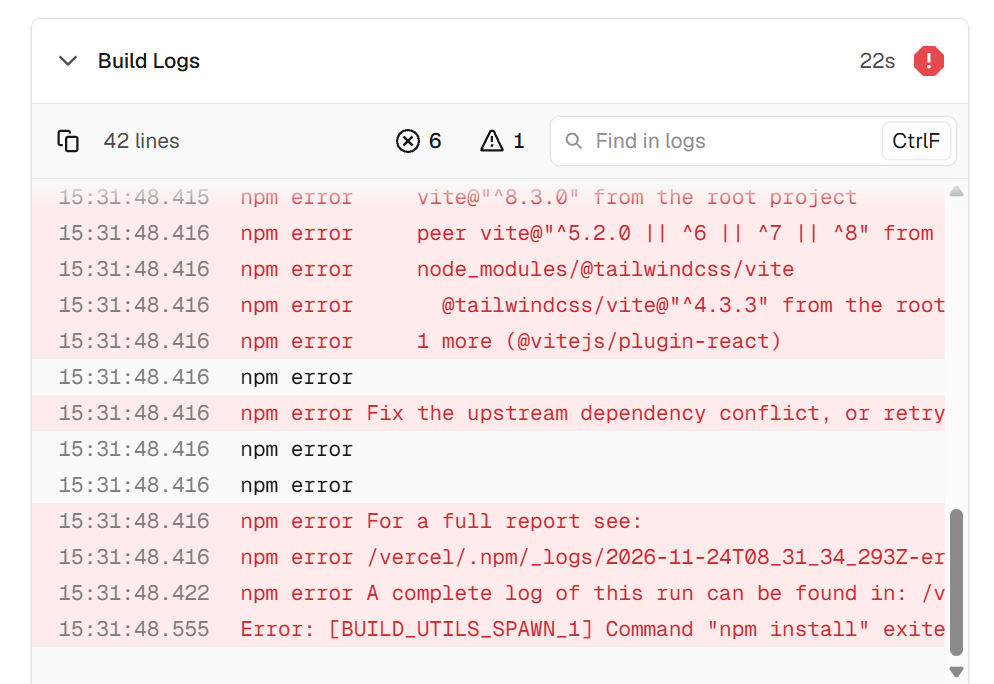 Build Logs 22s
42 lines 6 1 Find in logs CtrlF
15:31:48.415 npm error vite@"^8.3.0" from the root project
15:31:48.416 npm error peer vite@"^5.2.0 || ^6 || ^7 || ^8" from
15:31:48.416 npm error node_modules/@tailwindcss/vite
15:31:48.416 npm error @tailwindcss/vite@"^4.3.3" from the root
15:31:48.416 npm error 1 more (@vitejs/plugin-react)
15:31:48.416 npm error
15:31:48.416 npm error Fix the upstream dependency conflict, or retry
15:31:48.416 npm error
15:31:48.416 npm error
15:31:48.416 npm error For a full report see:
15:31:48.416 npm error /vercel/.npm/_logs/2026-11-24T08_31_34_293Z-er
15:31:48.422 npm error A complete log of this run can be found in: /v
15:31:48.555 Error: [BUILD_UTILS_SPAWN_1] Command "npm install" exite